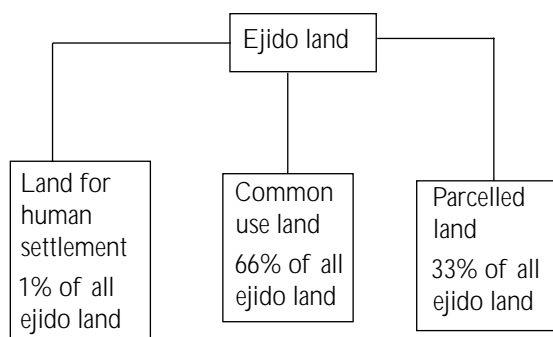 Ejido land
Land for
human
settlement
1% of all
ejido land
Common
use land
66% of all
ejido land
Parcelled
land
33% of all
ejido land